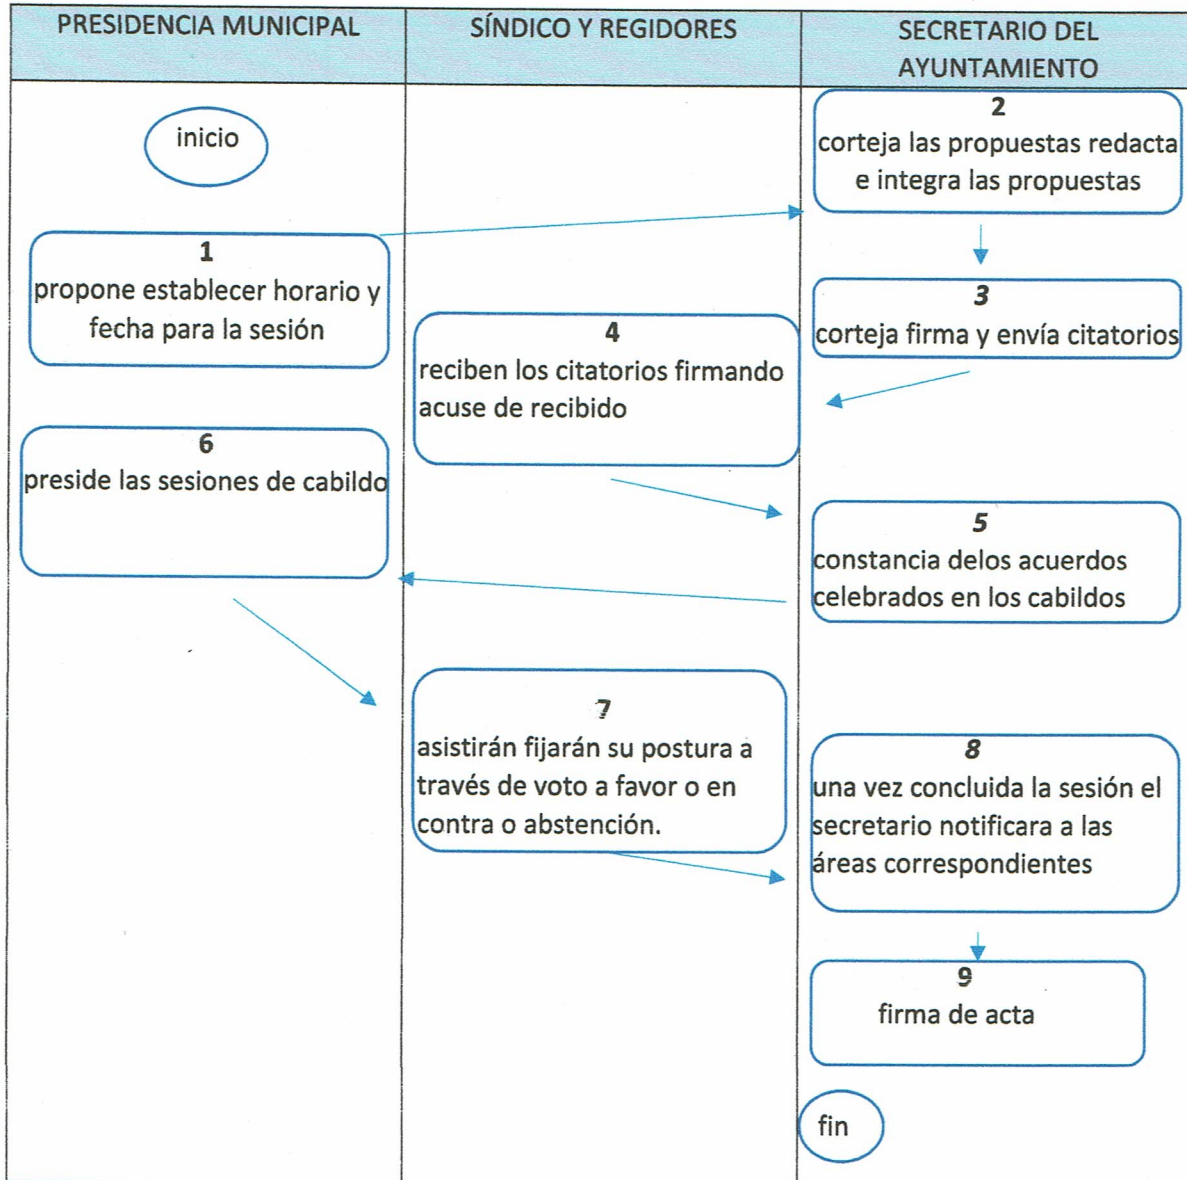 PRESIDENCIA MUNICIPAL
SÍNDICO Y REGIDORES
SECRETARIO DEL
AYUNTAMIENTO
inicio
1
propone establecer horario y
fecha para la sesión
2
corteja las propuestas redacta
e integra las propuestas
3
corteja firma y envía citatorios
4
reciben los citatorios firmando
acuse de recibido
5
constancia delos acuerdos
celebrados en los cabildos
6
preside las sesiones de cabildo
7
asistirán fijarán su postura a
través de voto a favor o en
contra o abstención.
8
una vez concluida la sesión el
secretario notificara a las
áreas correspondientes
9
firma de acta
fin